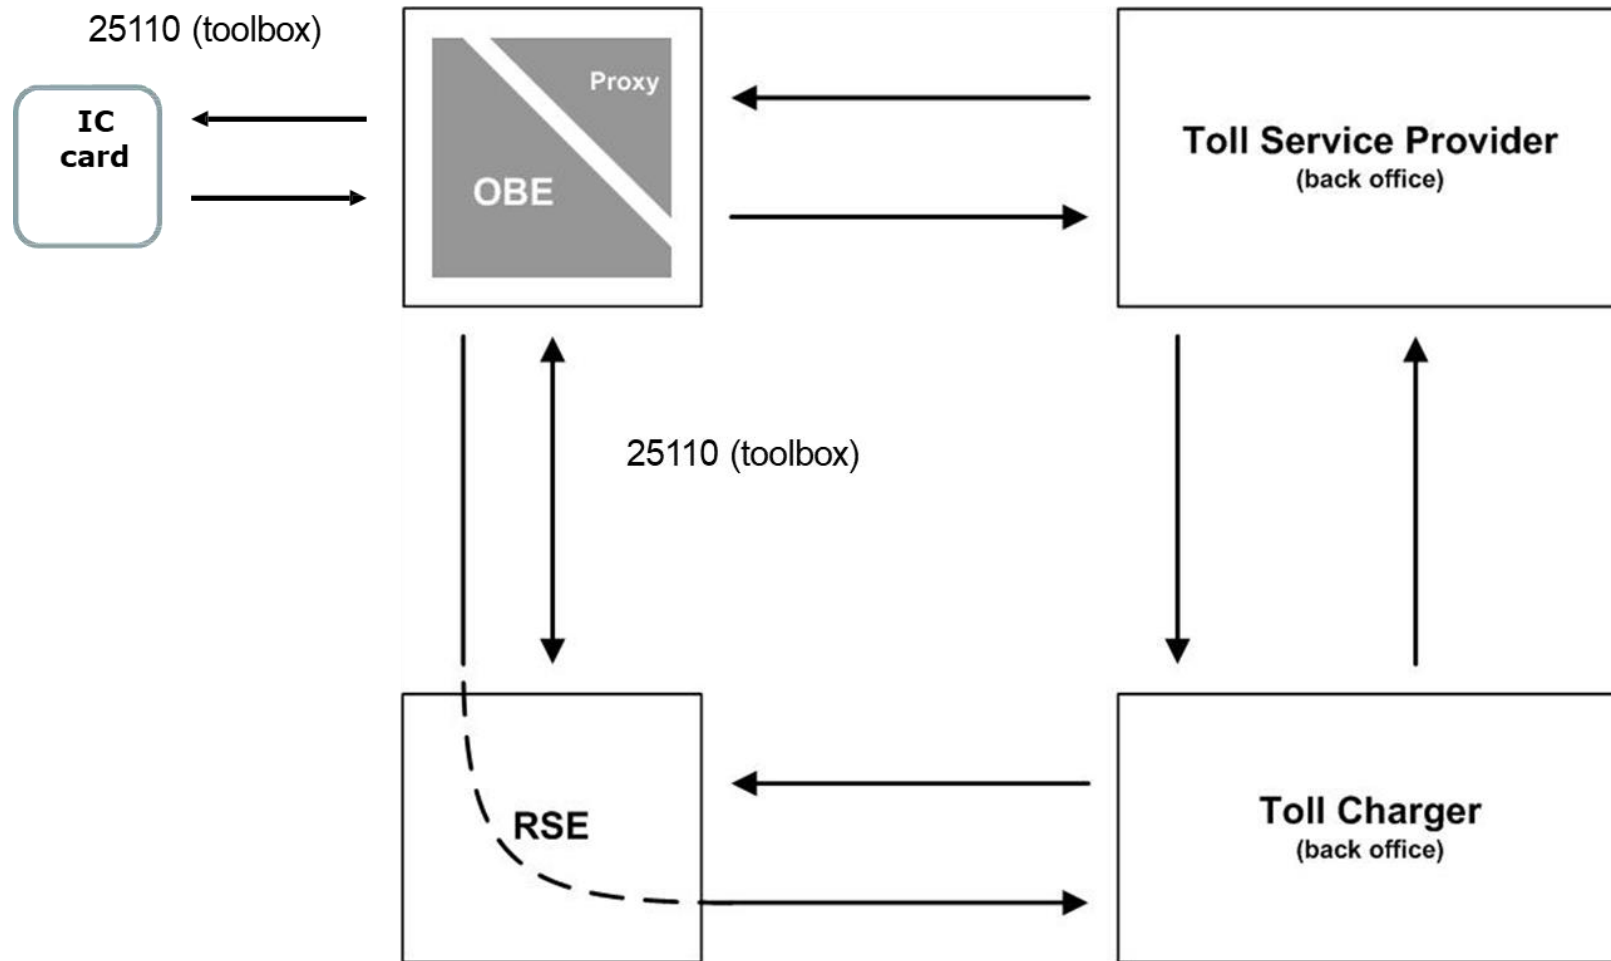 25110 (toolbox)
IC
card
Proxy
OBE
Toll Service Provider
(back office)
25110 (toolbox)
RSE
Toll Charger
(back office)